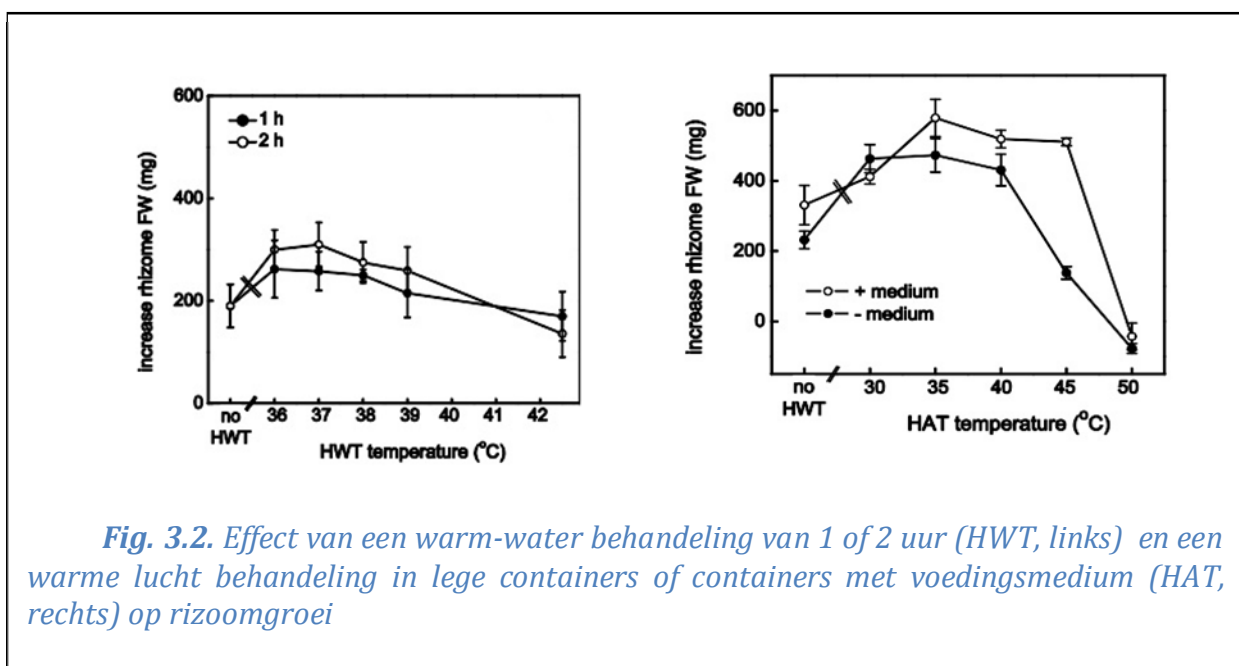 600
400
200
0
increase rhizome FW (mg)
1 h
2 h
no
HWT
36 37 38 39 40 41 42
HWT temperature (°C)
600
400
200
0
increase rhizome FW (mg)
+ medium
- medium
no
HWT
30 35 40 45 50
HAT temperature (°C)
Fig. 3.2. Effect van een warm-water behandeling van 1 of 2 uur (HWT, links) en een
warme lucht behandeling in lege containers of containers met voedingsmedium (HAT,
rechts) op rizoomgroei